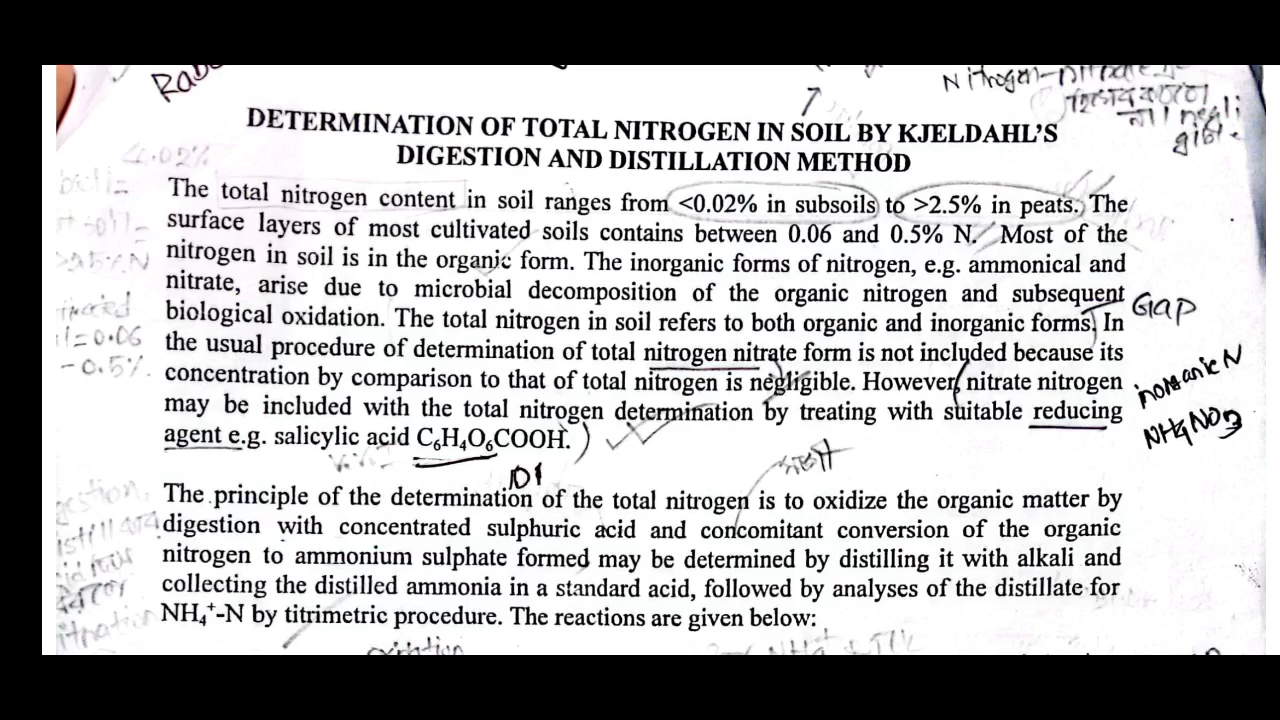 Nitrogen-nitrate
DETERMINATION OF TOTAL NITROGEN IN SOIL BY KJELDAHL'S
DIGESTION AND DISTILLATION METHOD
<0.02%
The total nitrogen content in soil ranges from <0.02% in subsoils to >2.5% in peats. The
surface layers of most cultivated soils contains between 0.06 and 0.5% N. Most of the
nitrogen in soil is in the organic form. The inorganic forms of nitrogen, e.g. ammonical and
nitrate, arise due to microbial decomposition of the organic nitrogen and subsequent
biological oxidation. The total nitrogen in soil refers to both organic and inorganic forms. In
Gap
the usual procedure of determination of total nitrogen nitrate form is not included because its
=0.06
-0.5%.
concentration by comparison to that of total nitrogen is negligible. However, nitrate nitrogen
inorganic N
may be included with the total nitrogen determination by treating with suitable reducing
NH4NO3
agent e.g. salicylic acid C₆H₄O₆COOH.
The principle of the determination of the total nitrogen is to oxidize the organic matter by
digestion with concentrated sulphuric acid and concomitant conversion of the organic
nitrogen to ammonium sulphate formed may be determined by distilling it with alkali and
collecting the distilled ammonia in a standard acid, followed by analyses of the distillate for
NH₄⁺-N by titrimetric procedure. The reactions are given below: